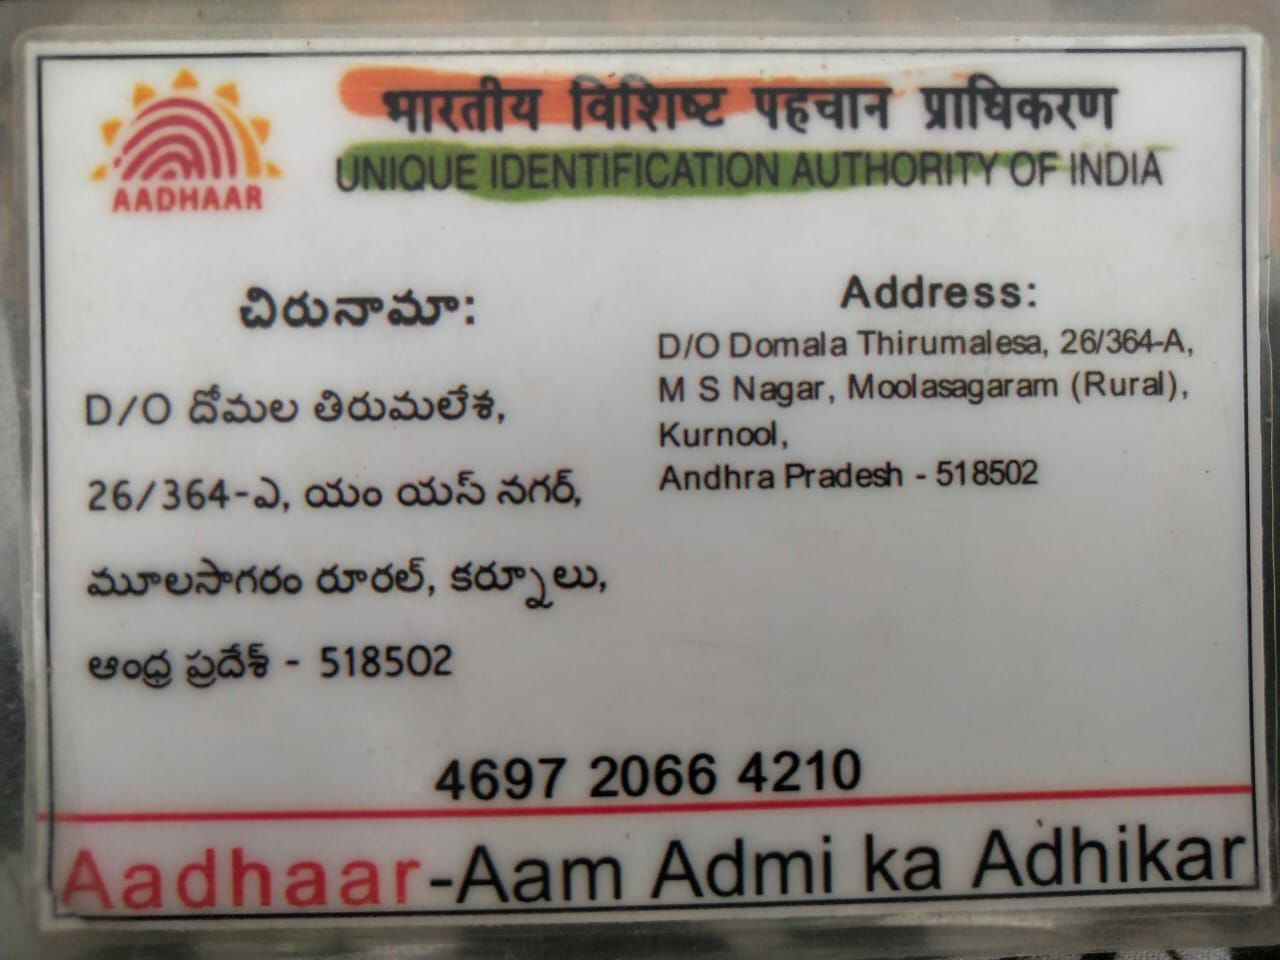 AADHAAR
भारतीय विशिष्ट पहचान प्राधिकरण
UNIQUE IDENTIFICATION AUTHORITY OF INDIA
చిరునామా:
D/O దోమల తిరుమలేశ,
26/364-ఎ, యం యస్ నగర్,
మూలసాగరం రూరల్, కర్నూలు,
ఆంధ్ర ప్రదేశ్ - 518502
Address:
D/O Domala Thirumalesa, 26/364-A,
M S Nagar, Moolasagaram (Rural),
Kurnool,
Andhra Pradesh - 518502
4697 2066 4210
Aadhaar-Aam Admi ka Adhikar